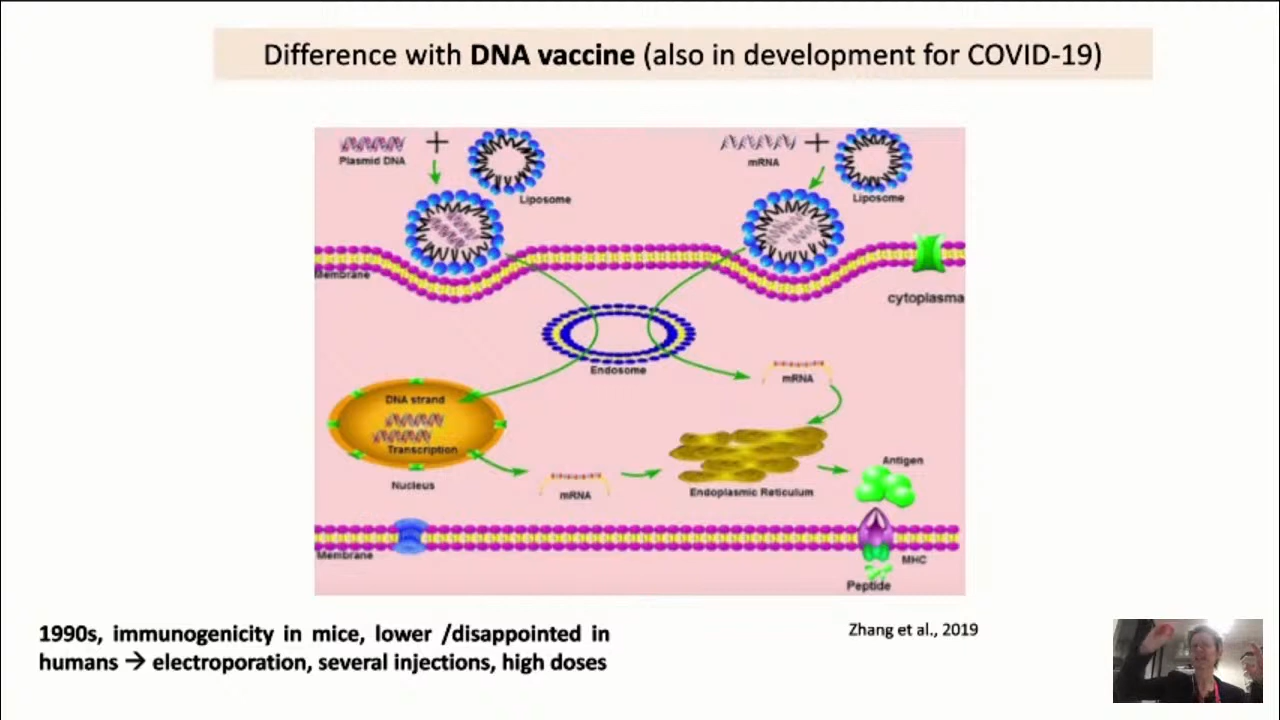 Difference with DNA vaccine (also in development for COVID-19)
Plasmid DNA
Liposome
mRNA
Liposome
Membrane
cytoplasma
Endosome
mRNA
DNA strand
Transcription
Nucleus
mRNA
Endoplasmic Reticulum
Antigen
Membrane
MHC
Peptide
1990s, immunogenicity in mice, lower /disappointed in
humans → electroporation, several injections, high doses
Zhang et al., 2019